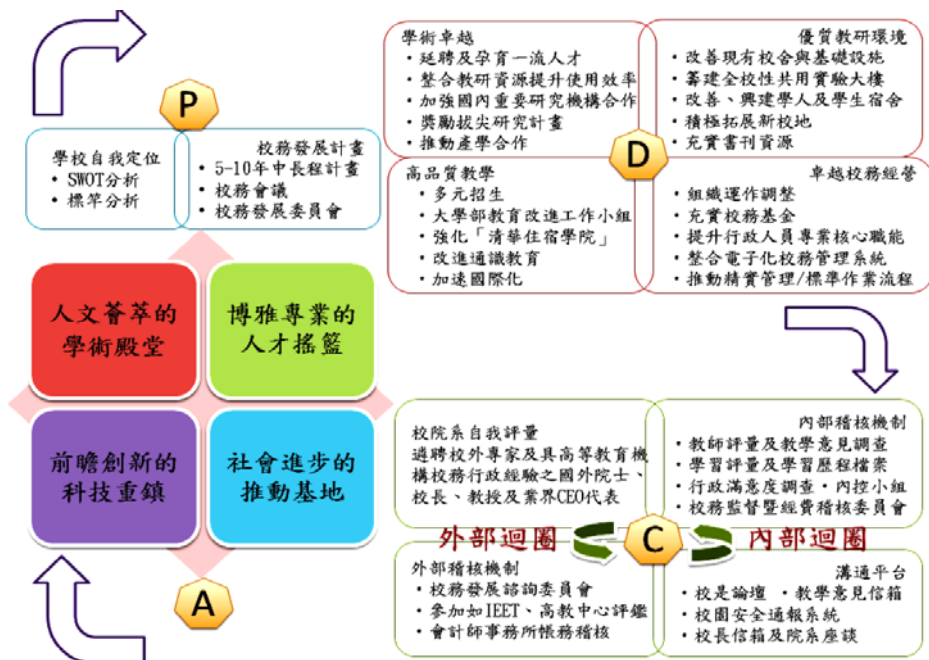 P
學校自我定位
・SWOT分析
・標竿分析
校務發展計畫
・5-10年中長程計畫
・校務會議
・校務發展委員會
學術卓越
・延聘及孕育一流人才
・整合教研資源提升使用效率
・加強國內重要研究機構合作
・獎勵拔尖研究計畫
・推動產學合作
優質教研環境
・改善現有校舍與基礎設施
・籌建全校性共用實驗大樓
・改善、興建學人及學生宿舍
・積極拓展新校地
・充實書刊資源
D
高品質教學
・多元招生
・大學部教育改進工作小組
・強化「清華住宿學院」
・改進通識教育
・加速國際化
卓越校務經營
・組織運作調整
・充實校務基金
・提升行政人員專業核心職能
・整合電子化校務管理系統
・推動精實管理/標準作業流程
人文薈萃的
學術殿堂
博雅專業的
人才搖籃
前瞻創新的
科技重鎮
社會進步的
推動基地
A
校院系自我評量
遴聘校外專家及具高等教育機
構校務行政經驗之國外院士、
校長、教授及業界CEO代表
內部稽核機制
・教師評量及教學意見調查
・學習評量及學習歷程檔案
・行政滿意度調查・內控小組
・校務監督暨經費稽核委員會
外部迴圈
C
內部迴圈
外部稽核機制
・校務發展諮詢委員會
・參加如IEET、高教中心評鑑
・會計師事務所帳務稽核
溝通平台
・校是論壇 ・教學意見信箱
・校園安全通報系統
・校長信箱及院系座談